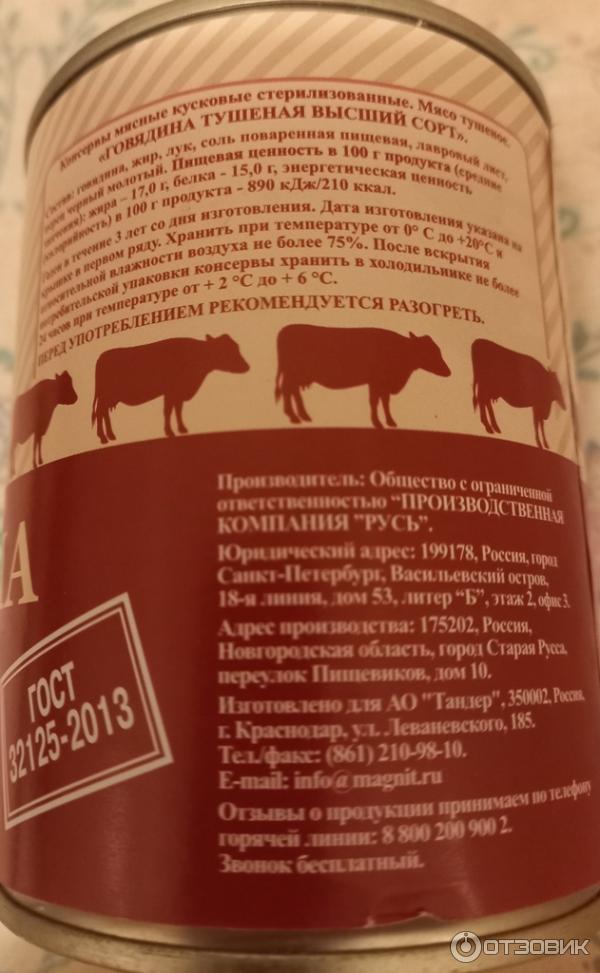 Консервы мясные кусковые стерилизованные. Мясо тушеное.
«ГОВЯДИНА ТУШЕНАЯ ВЫСШИЙ СОРТ».
Состав: говядина, жир, лук, соль поваренная пищевая, лавровый лист,
перец черный молотый. Пищевая ценность в 100 г продукта (средние
значения): жира – 17,0 г, белка - 15,0 г, энергетическая ценность
(калорийность) в 100 г продукта - 890 кДж/210 ккал.
Годен в течение 3 лет со дня изготовления. Дата изготовления указана на
крышке в первом ряду. Хранить при температуре от 0° С до +20°С и
относительной влажности воздуха не более 75%. После вскрытия
потребительской упаковки консервы хранить в холодильнике не более
24 часов при температуре от + 2 °С до + 6 °С.
ПЕРЕД УПОТРЕБЛЕНИЕМ РЕКОМЕНДУЕТСЯ РАЗОГРЕТЬ.
КА
ГОСТ
32125-2013
Производитель: Общество с ограниченной
ответственностью “ПРОИЗВОДСТВЕННАЯ
КОМПАНИЯ "РУСЬ”.
Юридический адрес: 199178, Россия, город
Санкт-Петербург, Васильевский остров,
18-я линия, дом 53, литер “Б”, этаж 2, офис 3.
Адрес производства: 175202, Россия,
Новгородская область, город Старая Русса,
переулок Пищевиков, дом 10.
Изготовлено для АО "Тандер", 350002, Россия,
г. Краснодар, ул. Леваневского, 185.
Тел./факс: (861) 210-98-10.
E-mail: info@magnit.ru
Отзывы о продукции принимаем по телефону
горячей линии: 8 800 200 900 2.
Звонок бесплатный.
ОТЗОВИК